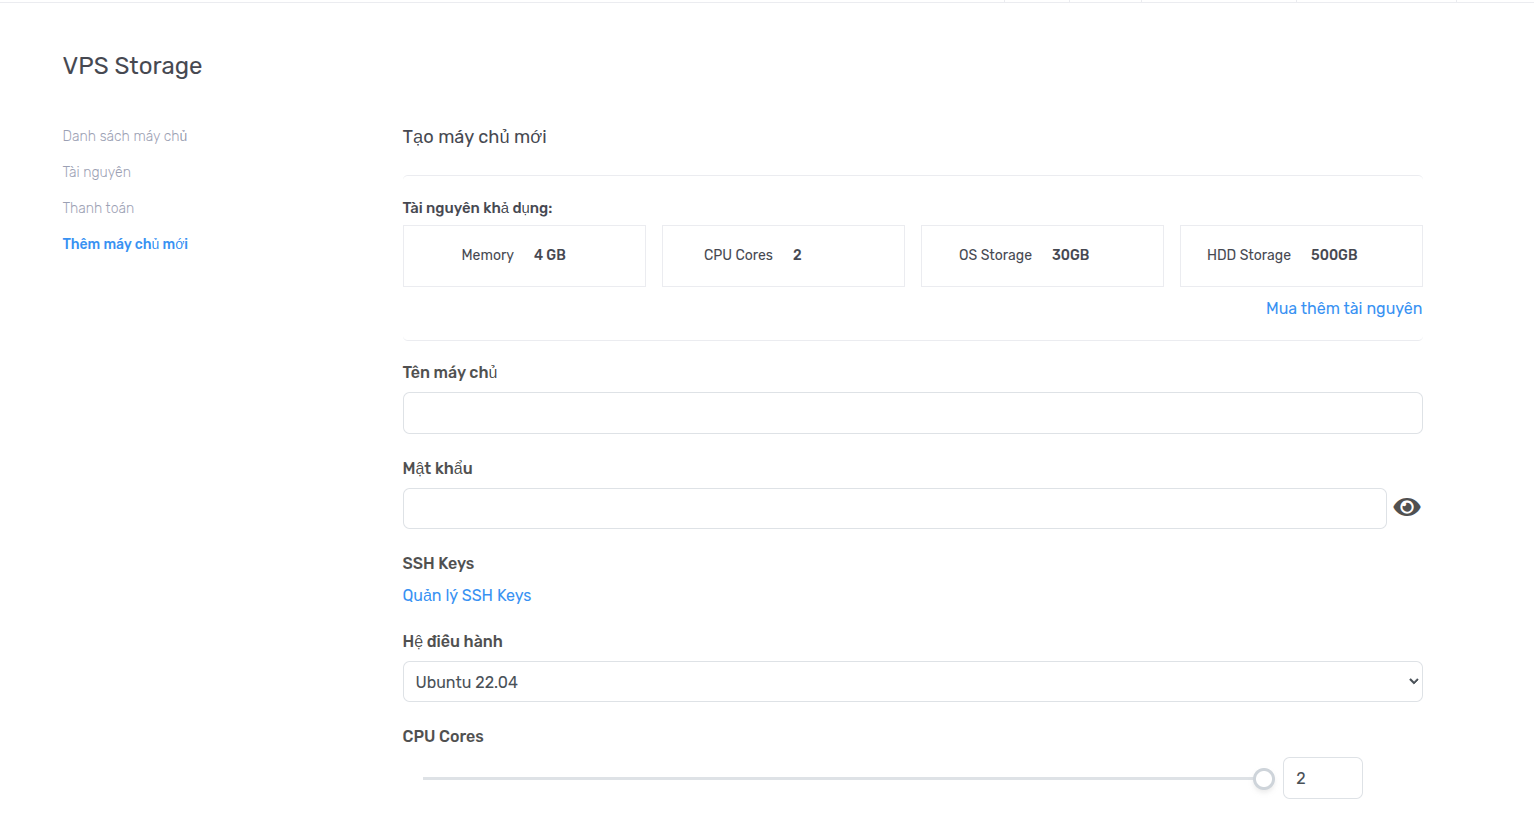 VPS Storage
Danh sách máy chủ
Tài nguyên
Thanh toán
Thêm máy chủ mới
Tạo máy chủ mới
Tài nguyên khả dụng:
Memory 4 GB
CPU Cores 2
OS Storage 30GB
HDD Storage 500GB
Mua thêm tài nguyên
Tên máy chủ
Mật khẩu
SSH Keys
Quản lý SSH Keys
Hệ điều hành
Ubuntu 22.04
CPU Cores
2